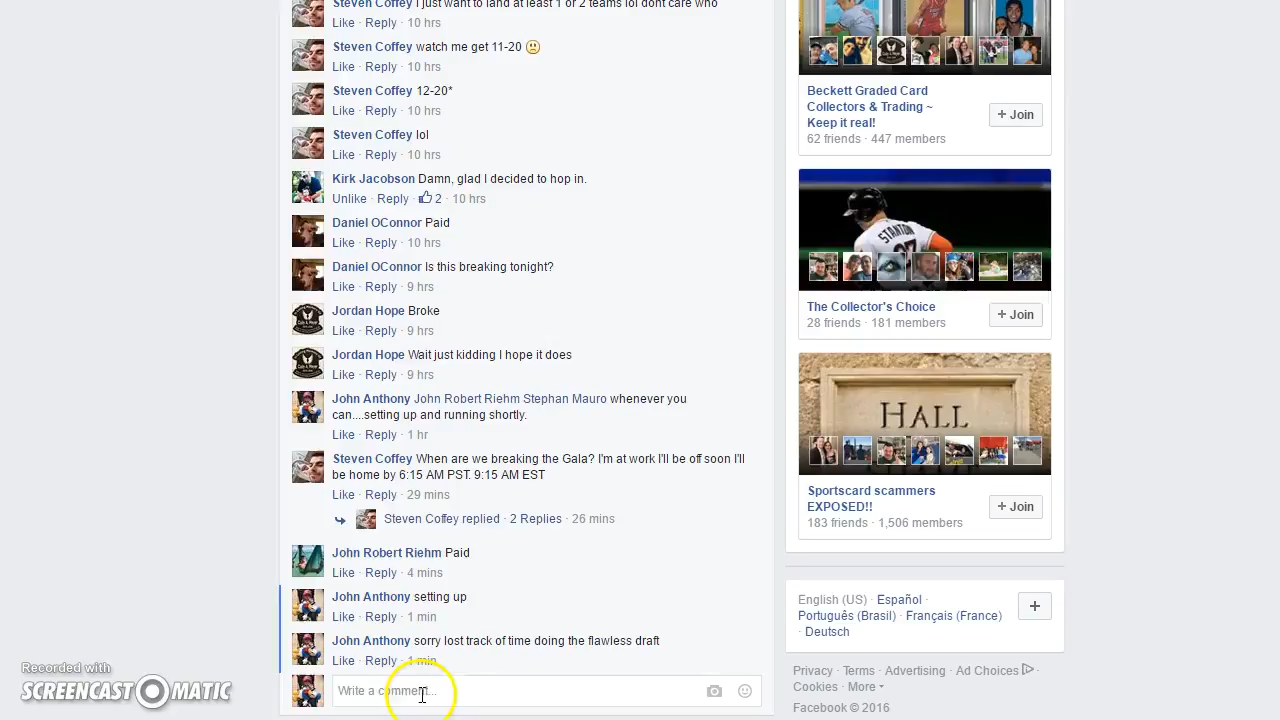 Steven Coffey I just want to land at least 1 or 2 teams lol dont care who
Like · Reply · 10 hrs
Steven Coffey watch me get 11-20
Like · Reply · 10 hrs
Steven Coffey 12-20*
Like · Reply · 10 hrs
Steven Coffey lol
Like · Reply · 10 hrs
Kirk Jacobson Damn, glad I decided to hop in.
Unlike · Reply · 2 · 10 hrs
Daniel OConnor Paid
Like · Reply · 10 hrs
Daniel OConnor Is this breaking tonight?
Like · Reply · 9 hrs
Jordan Hope Broke
Like · Reply · 9 hrs
Jordan Hope Wait just kidding I hope it does
Like · Reply · 9 hrs
John Anthony John Robert Riehm Stephan Mauro whenever you
can....setting up and running shortly.
Like · Reply · 1 hr
Steven Coffey When are we breaking the Gala? I'm at work I'll be off soon I'll
be home by 6:15 AM PST. 9:15 AM EST
Like · Reply · 29 mins
Steven Coffey replied · 2 Replies · 26 mins
John Robert Riehm Paid
Like · Reply · 4 mins
John Anthony setting up
Like · Reply · 1 min
John Anthony sorry lost track of time doing the flawless draft
Like · Reply · 1 min
Write a comment...
Beckett Graded Card
Collectors & Trading ~
Keep it real!
+ Join
62 friends · 447 members
STANTON
The Collector's Choice
28 friends · 181 members
+ Join
HALL
Sportscard scammers
EXPOSED!!
183 friends · 1,506 members
+ Join
English (US) · Español ·
Português (Brasil) · Français (France)
· Deutsch
+
Privacy · Terms · Advertising · Ad Choices ·
Cookies · More
Facebook © 2016
Recorded with
SCREENCAST-O-MATIC